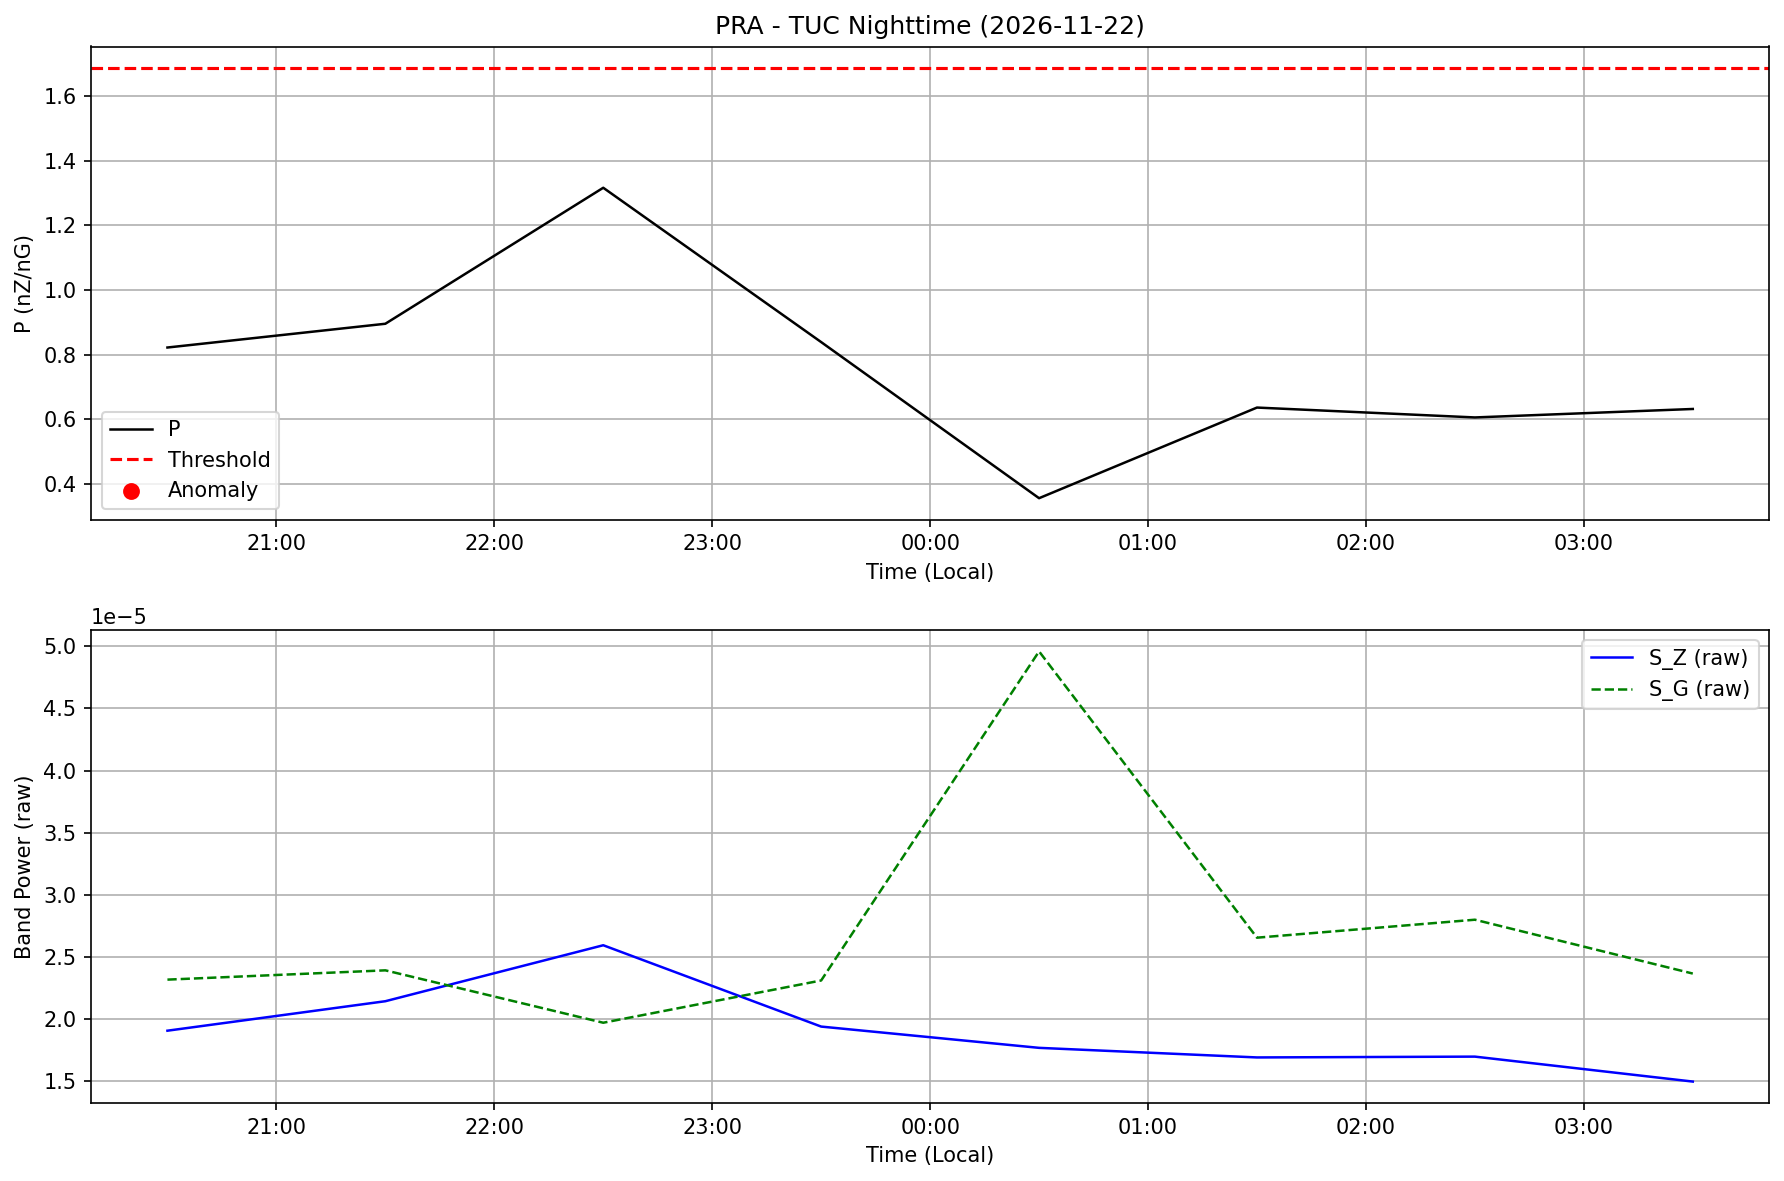 PRA - TUC Nighttime (2026-11-22)
P (nZ/nG)
1.6
1.4
1.2
1.0
0.8
0.6
0.4
P
Threshold
Anomaly
21:00 22:00 23:00 00:00 01:00 02:00 03:00
Time (Local)
1e−5
Band Power (raw)
5.0
4.5
4.0
3.5
3.0
2.5
2.0
1.5
S_Z (raw)
S_G (raw)
21:00 22:00 23:00 00:00 01:00 02:00 03:00
Time (Local)